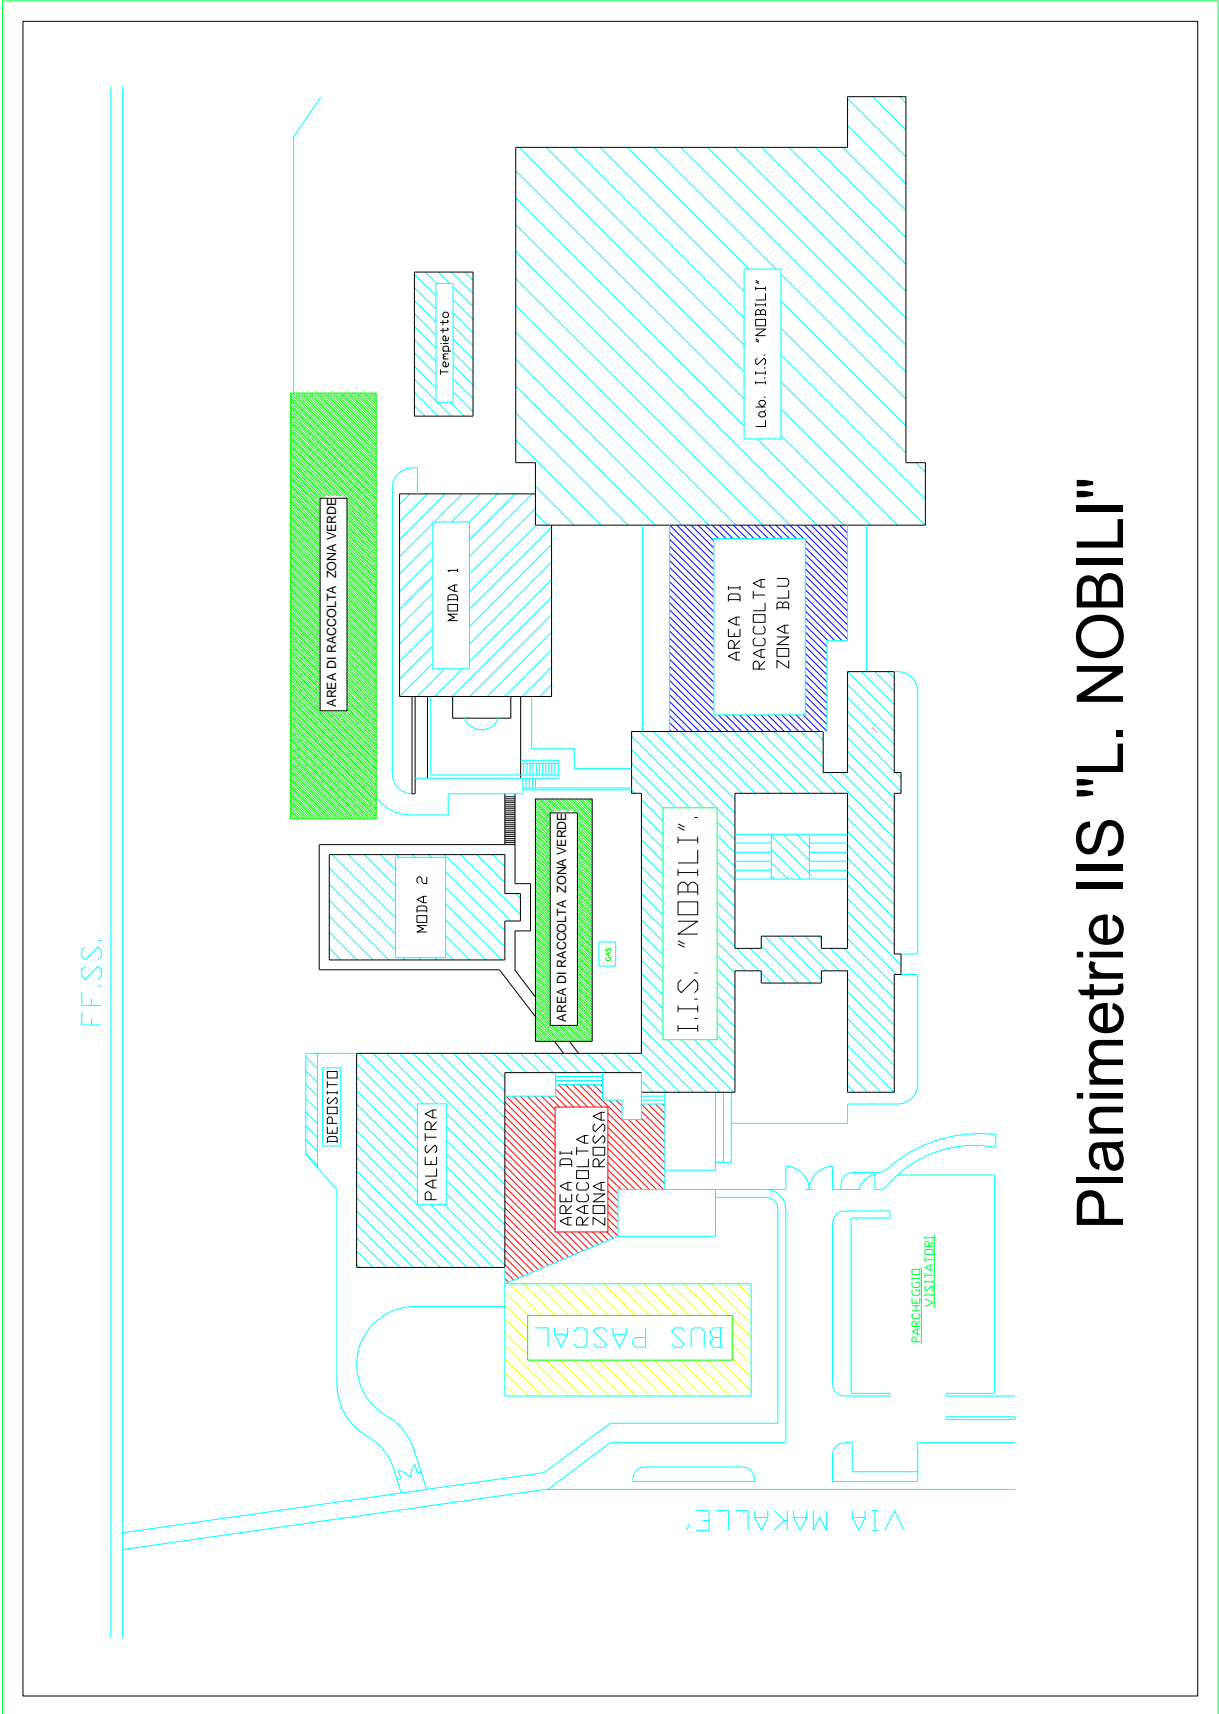 FF.SS.
DEPOSITO
PALESTRA
MODA 2
AREA DI RACCOLTA ZONA VERDE
MODA 1
Tempietto
AREA DI RACCOLTA ZONA VERDE
GAS
AREA DI
RACCOLTA
ZONA ROSSA
BUS PASCAL
I.I.S. "NOBILI".
AREA DI
RACCOLTA
ZONA BLU
Lab. I.I.S. "NOBILI"
VIA MAKALLE'
PARCHEGGIO
VISITATORI
Planimetrie IIS "L. NOBILI"